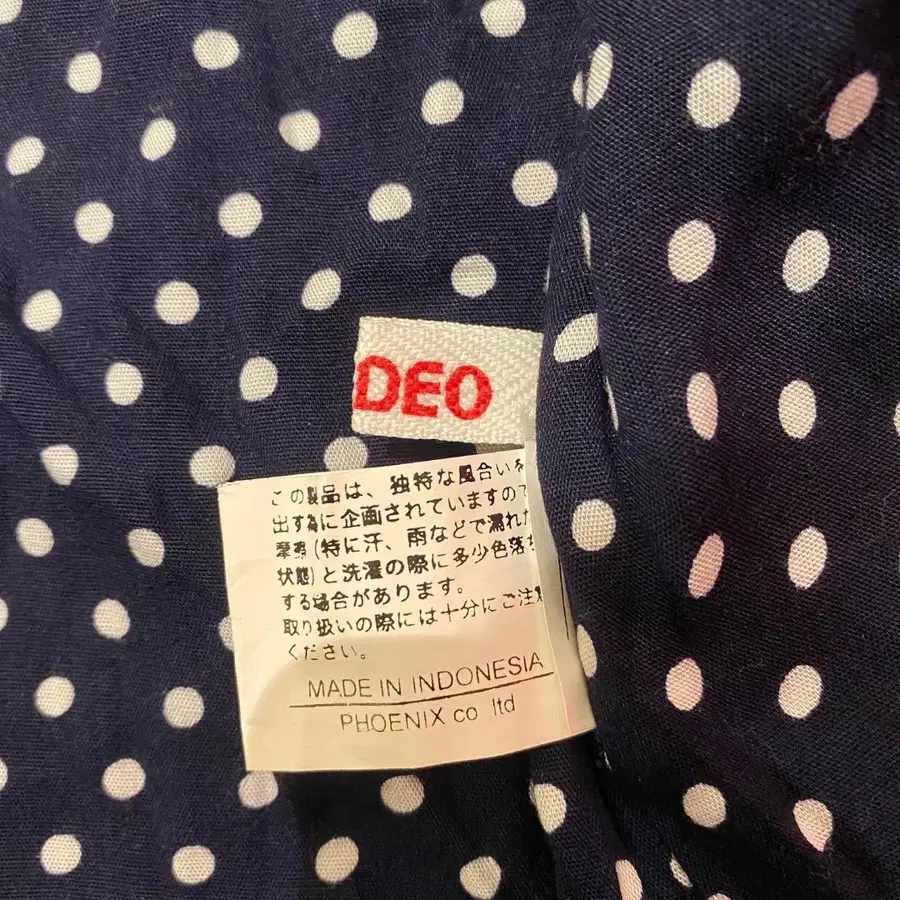 DEO
この製品は、独特な風合いを
出す為に企画されていますので
摩擦(特に汗、雨などで濡れた
状態)と洗濯の際に多少色落ち
する場合があります。
取り扱いの際には十分にご注意
ください。
MADE IN INDONESIA
PHOENIX co ltd